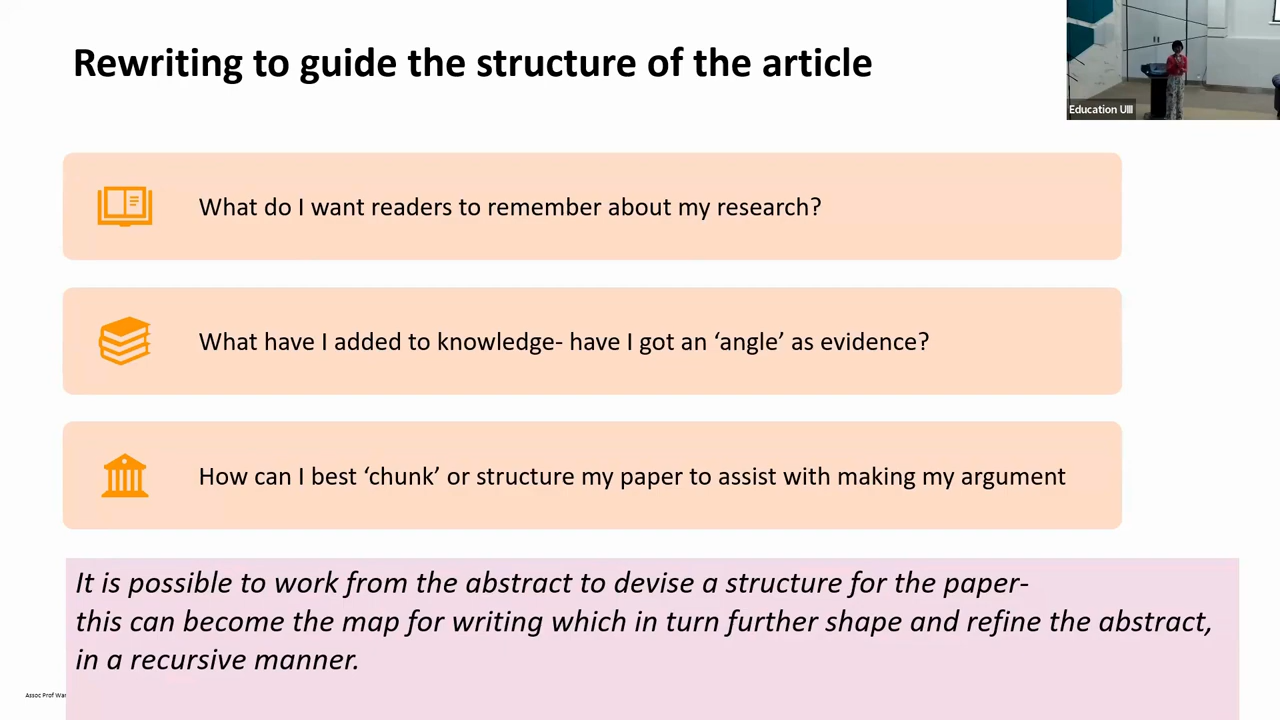 Rewriting to guide the structure of the article
Education UIII
What do I want readers to remember about my research?
What have I added to knowledge- have I got an ‘angle’ as evidence?
How can I best ‘chunk’ or structure my paper to assist with making my argument
It is possible to work from the abstract to devise a structure for the paper-
this can become the map for writing which in turn further shape and refine the abstract,
in a recursive manner.
Assoc Prof